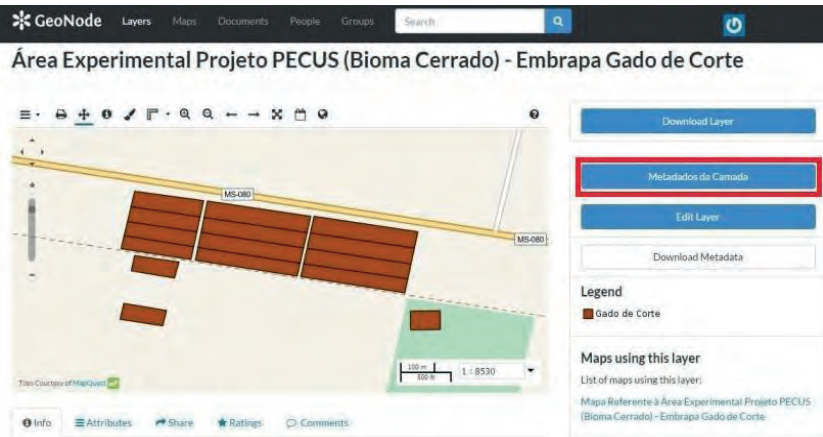 GeoNode Layers Maps Documents People Groups Search
Área Experimental Projeto PECUS (Bioma Cerrado) - Embrapa Gado de Corte
Download Layer
Metadados da Camada
Edit Layer
Download Metadata
MS-080
MS-080
100 m
500 ft
1 : 8530
Tiles Courtesy of MapQuest
Legend
Gado de Corte
Maps using this layer
List of maps using this layer:
Mapa Referente à Área Experimental Projeto PECUS
(Bioma Cerrado) - Embrapa Gado de Corte
Info Attributes Share Ratings Comments